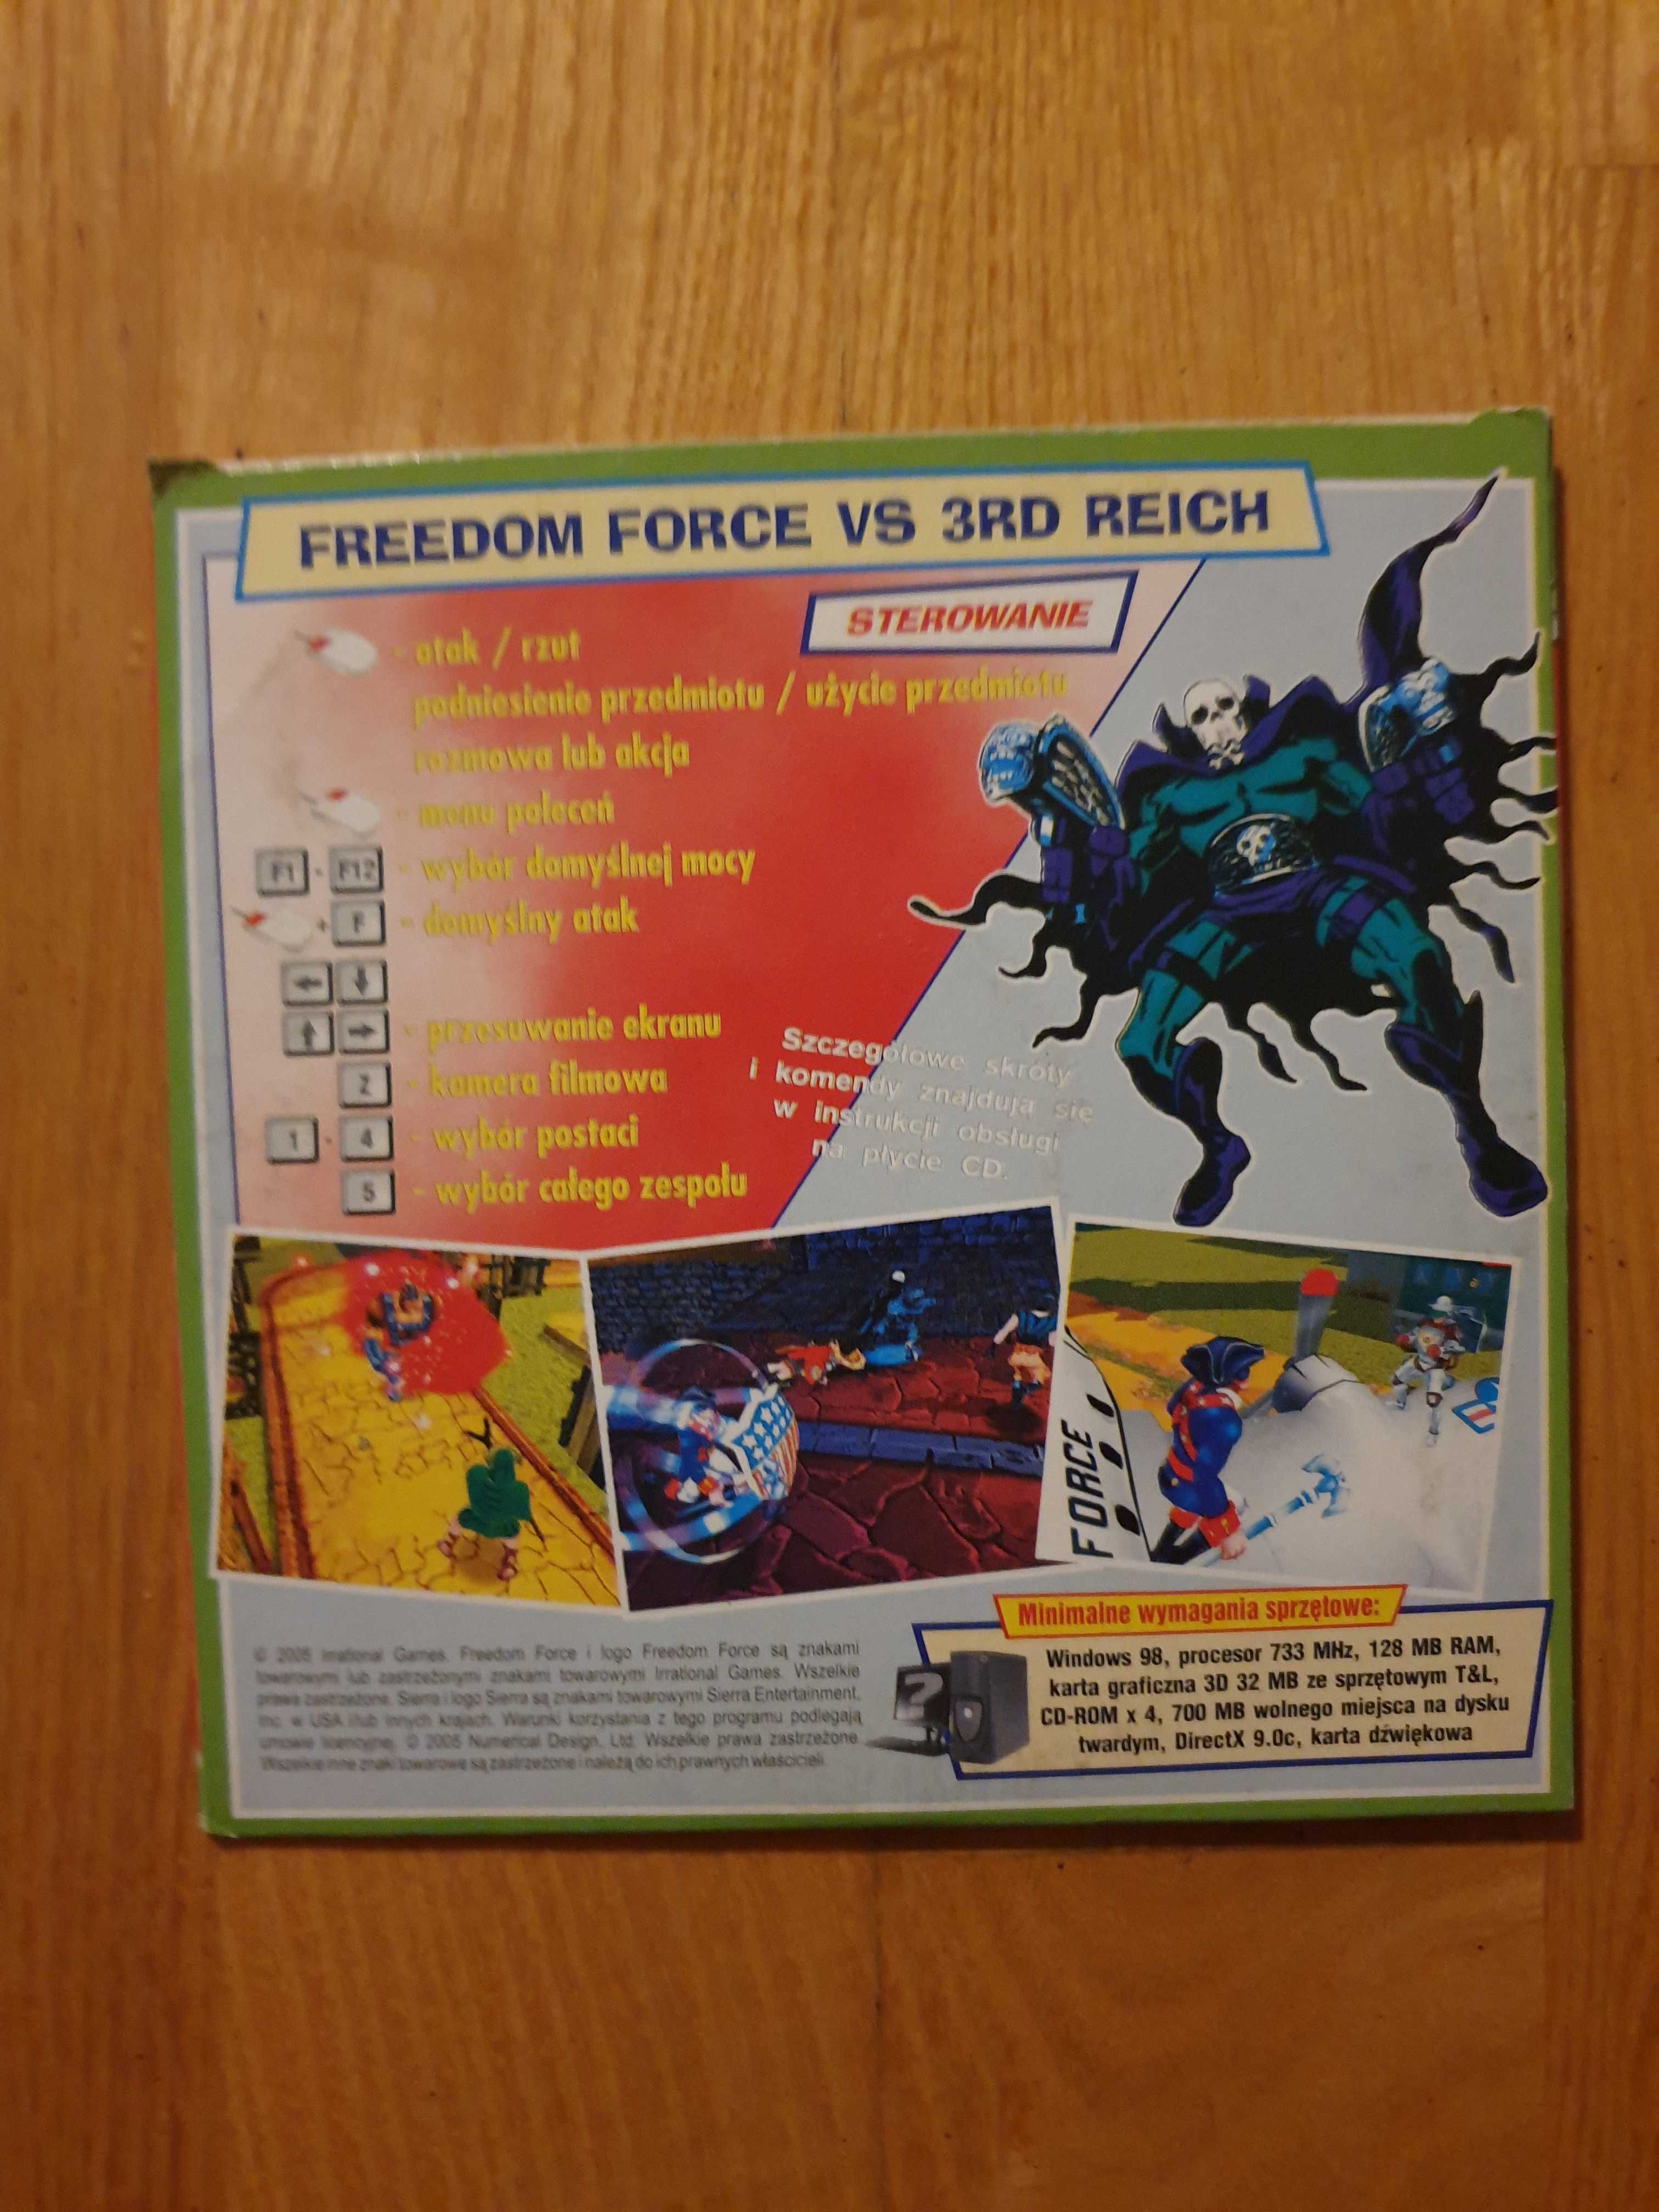 FREEDOM FORCE VS 3RD REICH
STEROWANIE
- atak / rzut
podniesienie przedmiotu / użycie przedmiotu
rozmowa lub akcja
- menu poleceń
F1 - F12 - wybór domyślnej mocy
+ F - domyślny atak
- przesuwanie ekranu
Z - kamera filmowa
1 - 4 - wybór postaci
5 - wybór całego zespołu
Szczegółowe skróty
i komendy znajdują się
w instrukcji obsługi
na płycie CD.
FORCE
© 2005 Irrational Games. Freedom Force i logo Freedom Force są znakami
towarowymi lub zastrzeżonymi znakami towarowymi Irrational Games. Wszelkie
prawa zastrzeżone. Sierra i logo Sierra są znakami towarowymi Sierra Entertainment,
Inc. w USA i/lub innych krajach. Warunki korzystania z tego programu podlegają
umowie licencyjnej. © 2005 Numerical Design, Ltd. Wszelkie prawa zastrzeżone.
Wszelkie inne znaki towarowe są zastrzeżone i należą do ich prawnych właścicieli.
Minimalne wymagania sprzętowe:
?
Windows 98, procesor 733 MHz, 128 MB RAM,
karta graficzna 3D 32 MB ze sprzętowym T&L,
CD-ROM x 4, 700 MB wolnego miejsca na dysku
twardym, DirectX 9.0c, karta dźwiękowa